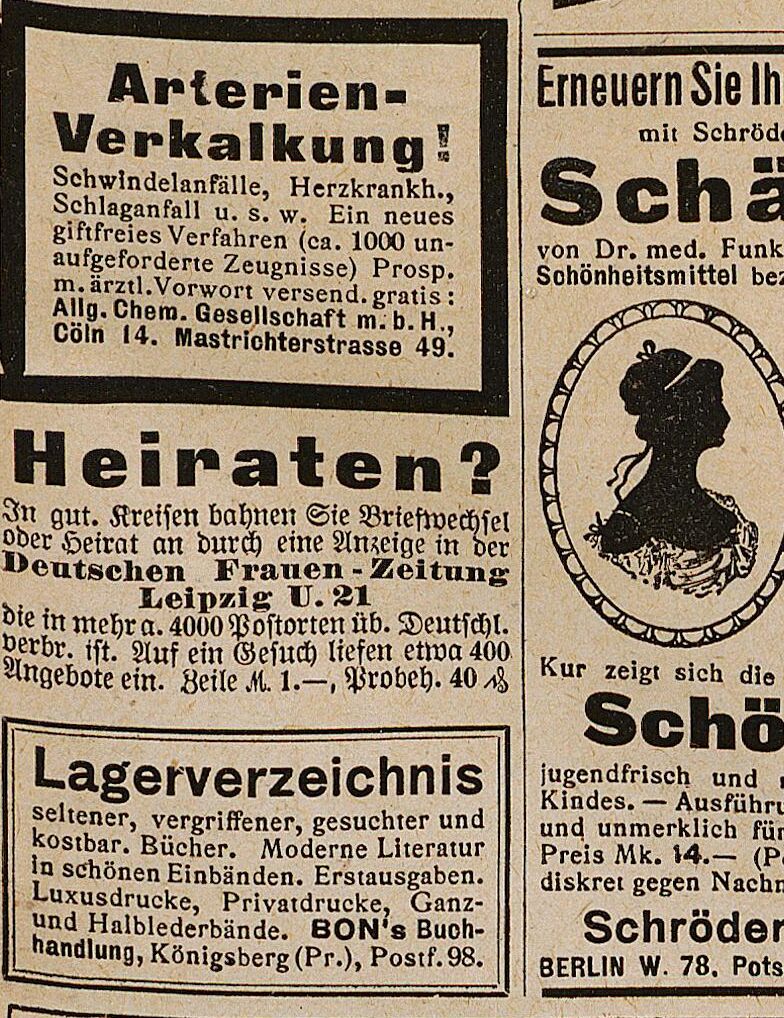 Arterien-
Verkalkung!
Schwindelanfälle, Herzkrankh.,
Schlaganfall u. s. w. Ein neues
giftfreies Verfahren (ca. 1000 un-
aufgeforderte Zeugnisse) Prosp.
m. ärztl. Vorwort versend. gratis:
Allg. Chem. Gesellschaft m. b. H.,
Cöln 14. Mastrichterstrasse 49.
Heiraten?
In gut. Kreisen bahnen Sie Briefwechsel
oder Heirat an durch eine Anzeige in der
Deutschen Frauen-Zeitung
Leipzig U. 21
die in mehr a. 4000 Postorten üb. Deutschl.
verbr. ist. Auf ein Gesuch liefen etwa 400
Angebote ein. Zeile M. 1.—, Probeh. 40 ₰
Lagerverzeichnis
seltener, vergriffener, gesuchter und
kostbar. Bücher. Moderne Literatur
in schönen Einbänden. Erstausgaben.
Luxusdrucke, Privatdrucke, Ganz-
und Halblederbände. BON's Buch-
handlung, Königsberg (Pr.), Postf. 98.
Erneuern Sie Ih
mit Schröde
Schä
von Dr. med. Funk
Schönheitsmittel bez
Kur zeigt sich die
Schö
jugendfrisch und
Kindes. — Ausführu
und unmerklich für
Preis Mk. 14.— (P
diskret gegen Nachn
Schröder
BERLIN W. 78, Pots